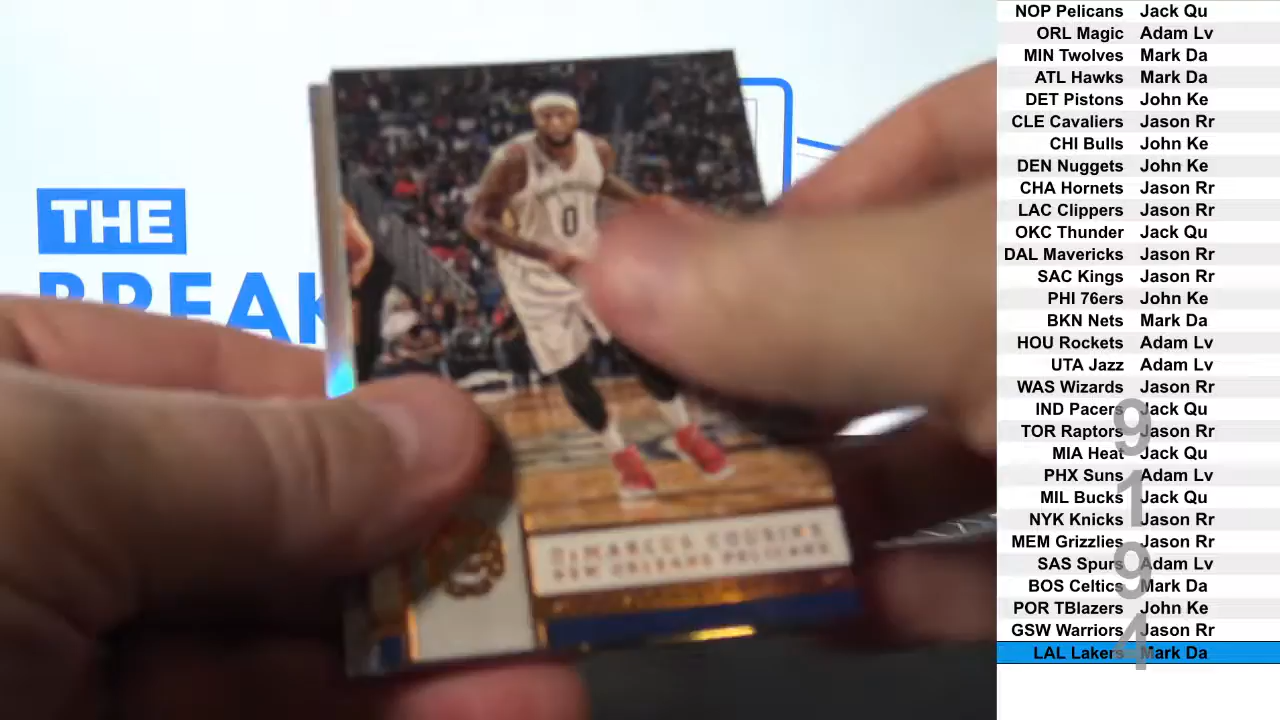 THE
BREAK
0
DEMARCUS COUSINS
NEW ORLEANS PELICANS
NOP Pelicans Jack Qu
ORL Magic Adam Lv
MIN Twolves Mark Da
ATL Hawks Mark Da
DET Pistons John Ke
CLE Cavaliers Jason Rr
CHI Bulls John Ke
DEN Nuggets John Ke
CHA Hornets Jason Rr
LAC Clippers Jason Rr
OKC Thunder Jack Qu
DAL Mavericks Jason Rr
SAC Kings Jason Rr
PHI 76ers John Ke
BKN Nets Mark Da
HOU Rockets Adam Lv
UTA Jazz Adam Lv
WAS Wizards Jason Rr
IND Pacers Jack Qu
TOR Raptors Jason Rr
MIA Heat Jack Qu
PHX Suns Adam Lv
MIL Bucks Jack Qu
NYK Knicks Jason Rr
MEM Grizzlies Jason Rr
SAS Spurs Adam Lv
BOS Celtics Mark Da
POR TBlazers John Ke
GSW Warriors Jason Rr
LAL Lakers Mark Da
9
1
9
4